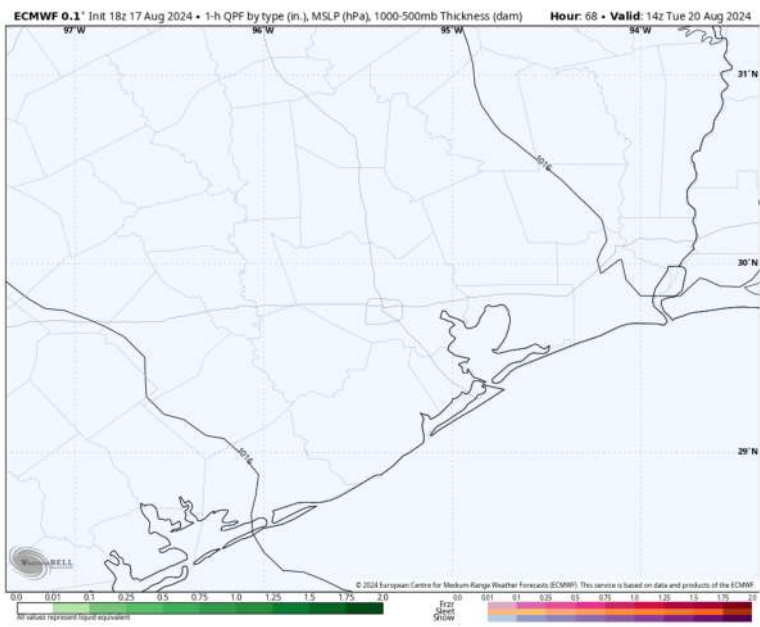 ECMWF 0.1° Init 18z 17 Aug 2024 • 1-h QPF by type (in.), MSLP (hPa), 1000-500mb Thickness (dam) Hour: 68 • Valid: 14z Tue 20 Aug 2024
97°W 96°W 95°W 94°W
31°N
1016
30°N
1016
29°N
WEATHERBELL
© 2024 European Centre for Medium-Range Weather Forecasts (ECMWF). This service is based on data and products of the ECMWF
0.0 0.01 0.1 0.25 0.5 0.75 1.0 1.25 1.5 1.75 2.0 0.0 0.01 0.1 0.25 0.5 0.75 1.0 1.25 1.5 1.75 2.0
Frzr
Sleet
Snow
All values represent liquid equivalent